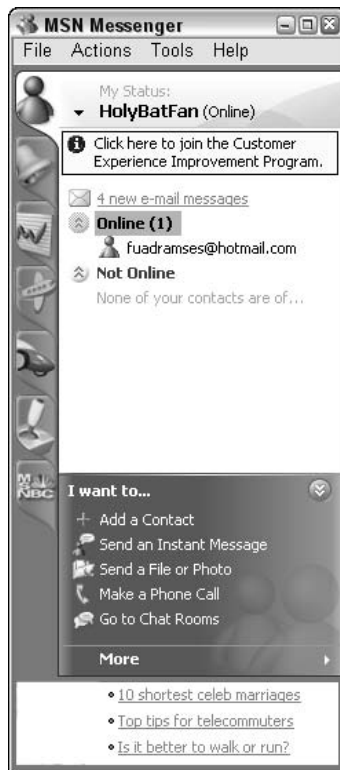 MSN Messenger
File Actions Tools Help
My Status:
HolyBatFan (Online)
Click here to join the Customer
Experience Improvement Program.
4 new e-mail messages
Online (1)
fuadramses@hotmail.com
Not Online
None of your contacts are of...
MSNBC
I want to...
Add a Contact
Send an Instant Message
Send a File or Photo
Make a Phone Call
Go to Chat Rooms
More
10 shortest celeb marriages
Top tips for telecommuters
Is it better to walk or run?